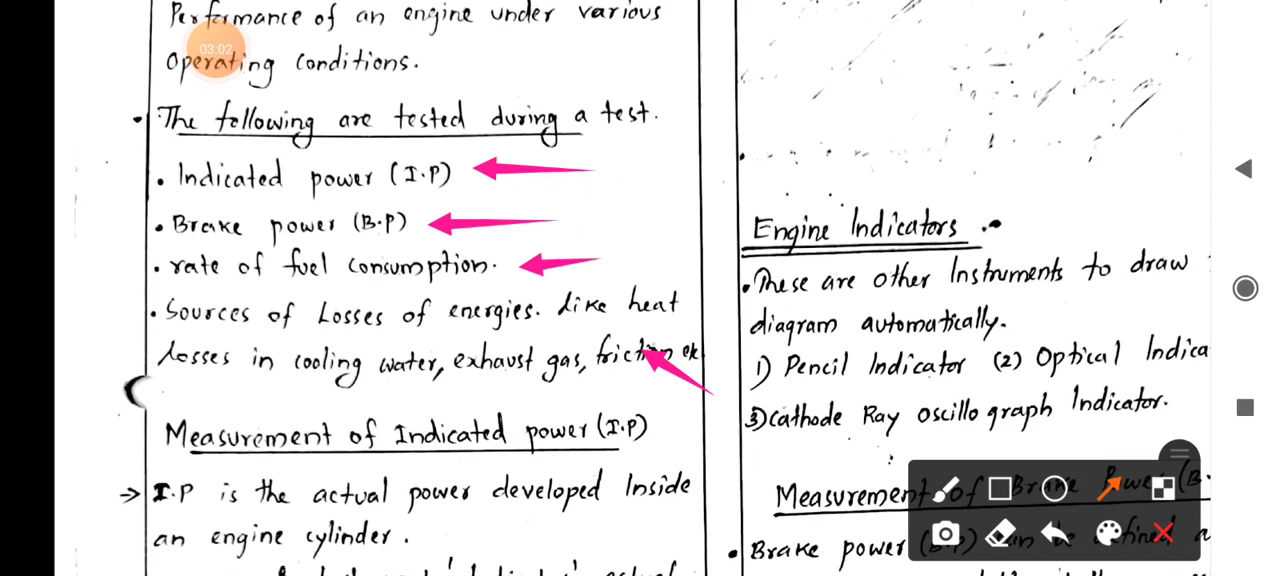 Performance of an engine under various
03:02
Operating conditions.
• The following are tested during a test.
• Indicated power (I.P)
• Brake power (B.P)
• rate of fuel consumption.
• Sources of Losses of energies. like heat
losses in cooling water, exhaust gas, friction etc
Measurement of Indicated power (I.P)
→ I.P is the actual power developed Inside
an engine cylinder.
Engine Indicators
• These are other Instruments to draw
diagram automatically.
1) Pencil Indicator (2) Optical Indica
3) Cathode Ray oscillograph Indicator.
Measurement of Brake Power (B.
• Brake power (B.P) can be defined a